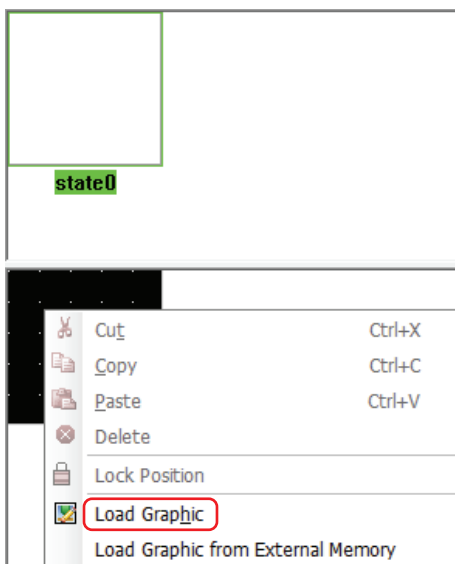 state0
Cut Ctrl+X
Copy Ctrl+C
Paste Ctrl+V
Delete
Lock Position
Load Graphic
Load Graphic from External Memory